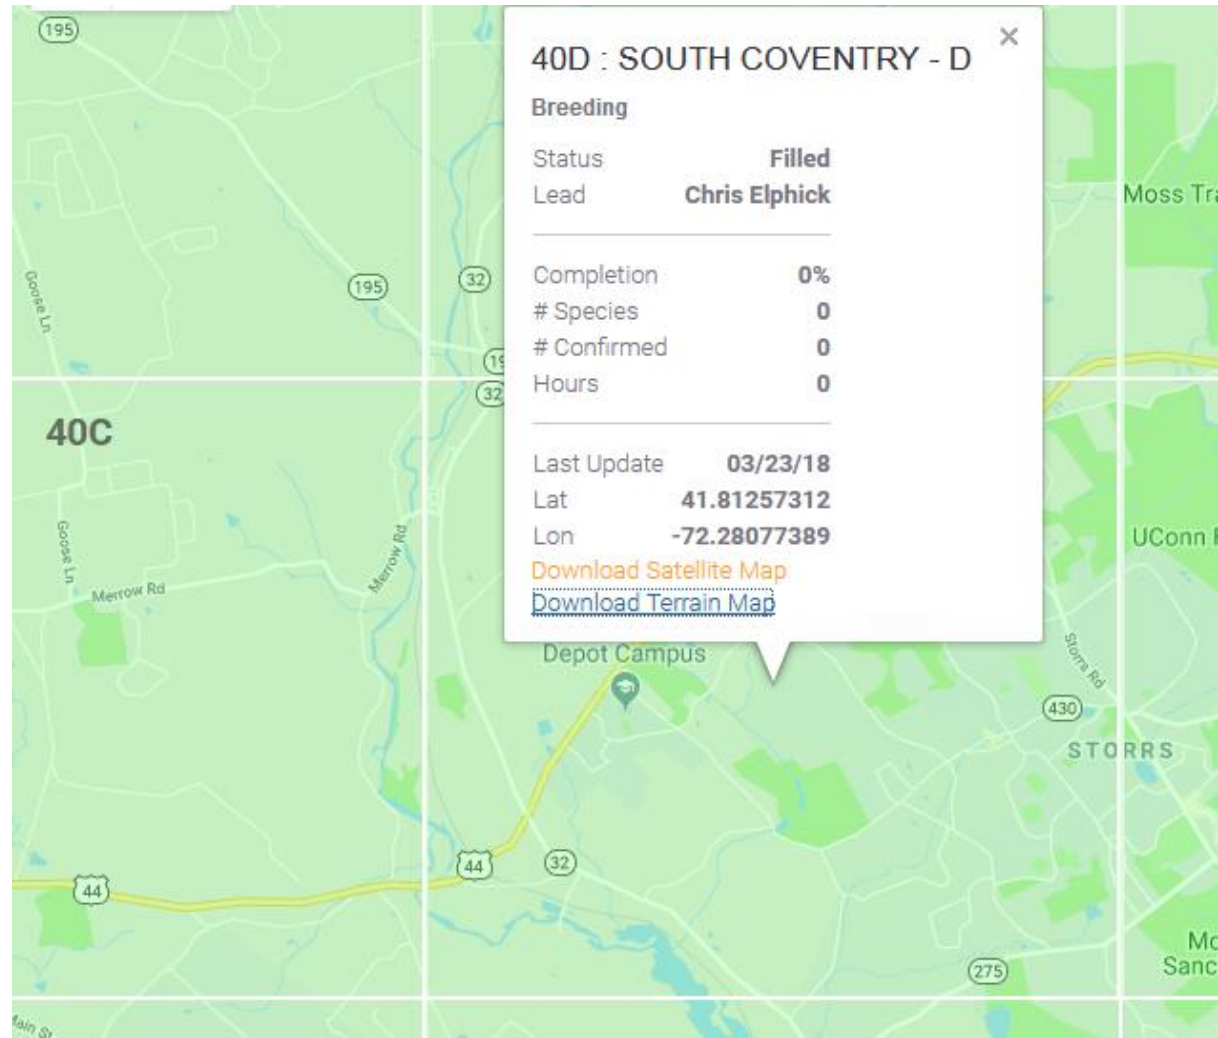 195
40D : SOUTH COVENTRY - D
×
Breeding
Status Filled
Lead Chris Elphick
Moss Tra
Goose Ln
195
32
Completion 0%
# Species 0
# Confirmed 0
Hours 0
19
32
40C
Last Update 03/23/18
Lat 41.81257312
Lon -72.28077389
Download Satellite Map
Download Terrain Map
Goose Ln
Merrow Rd
Merrow Rd
UConn F
Depot Campus
Storrs Rd
430
STORRS
44
32
44
Mo
Sanc
275
Main St